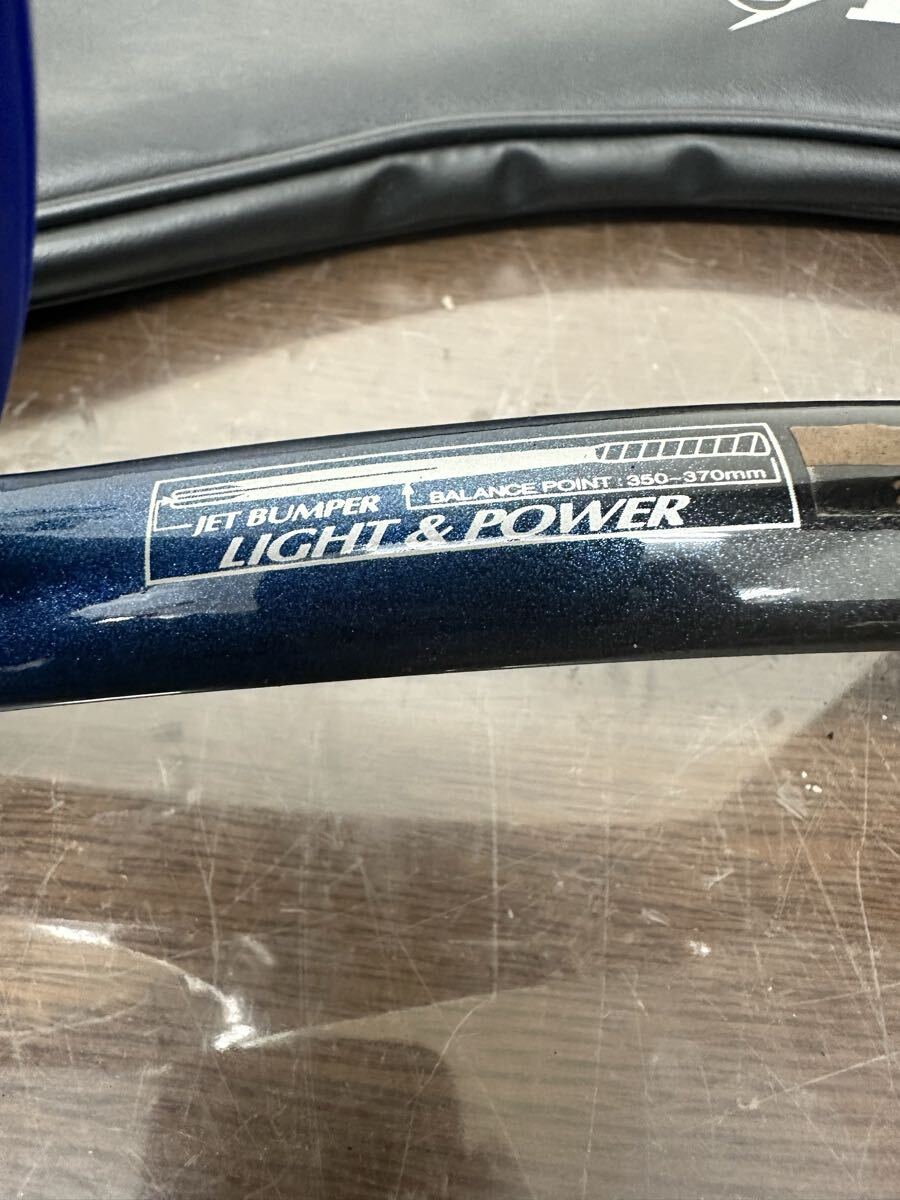 BALANCE POINT : 350-370mm
JET BUMPER
LIGHT & POWER